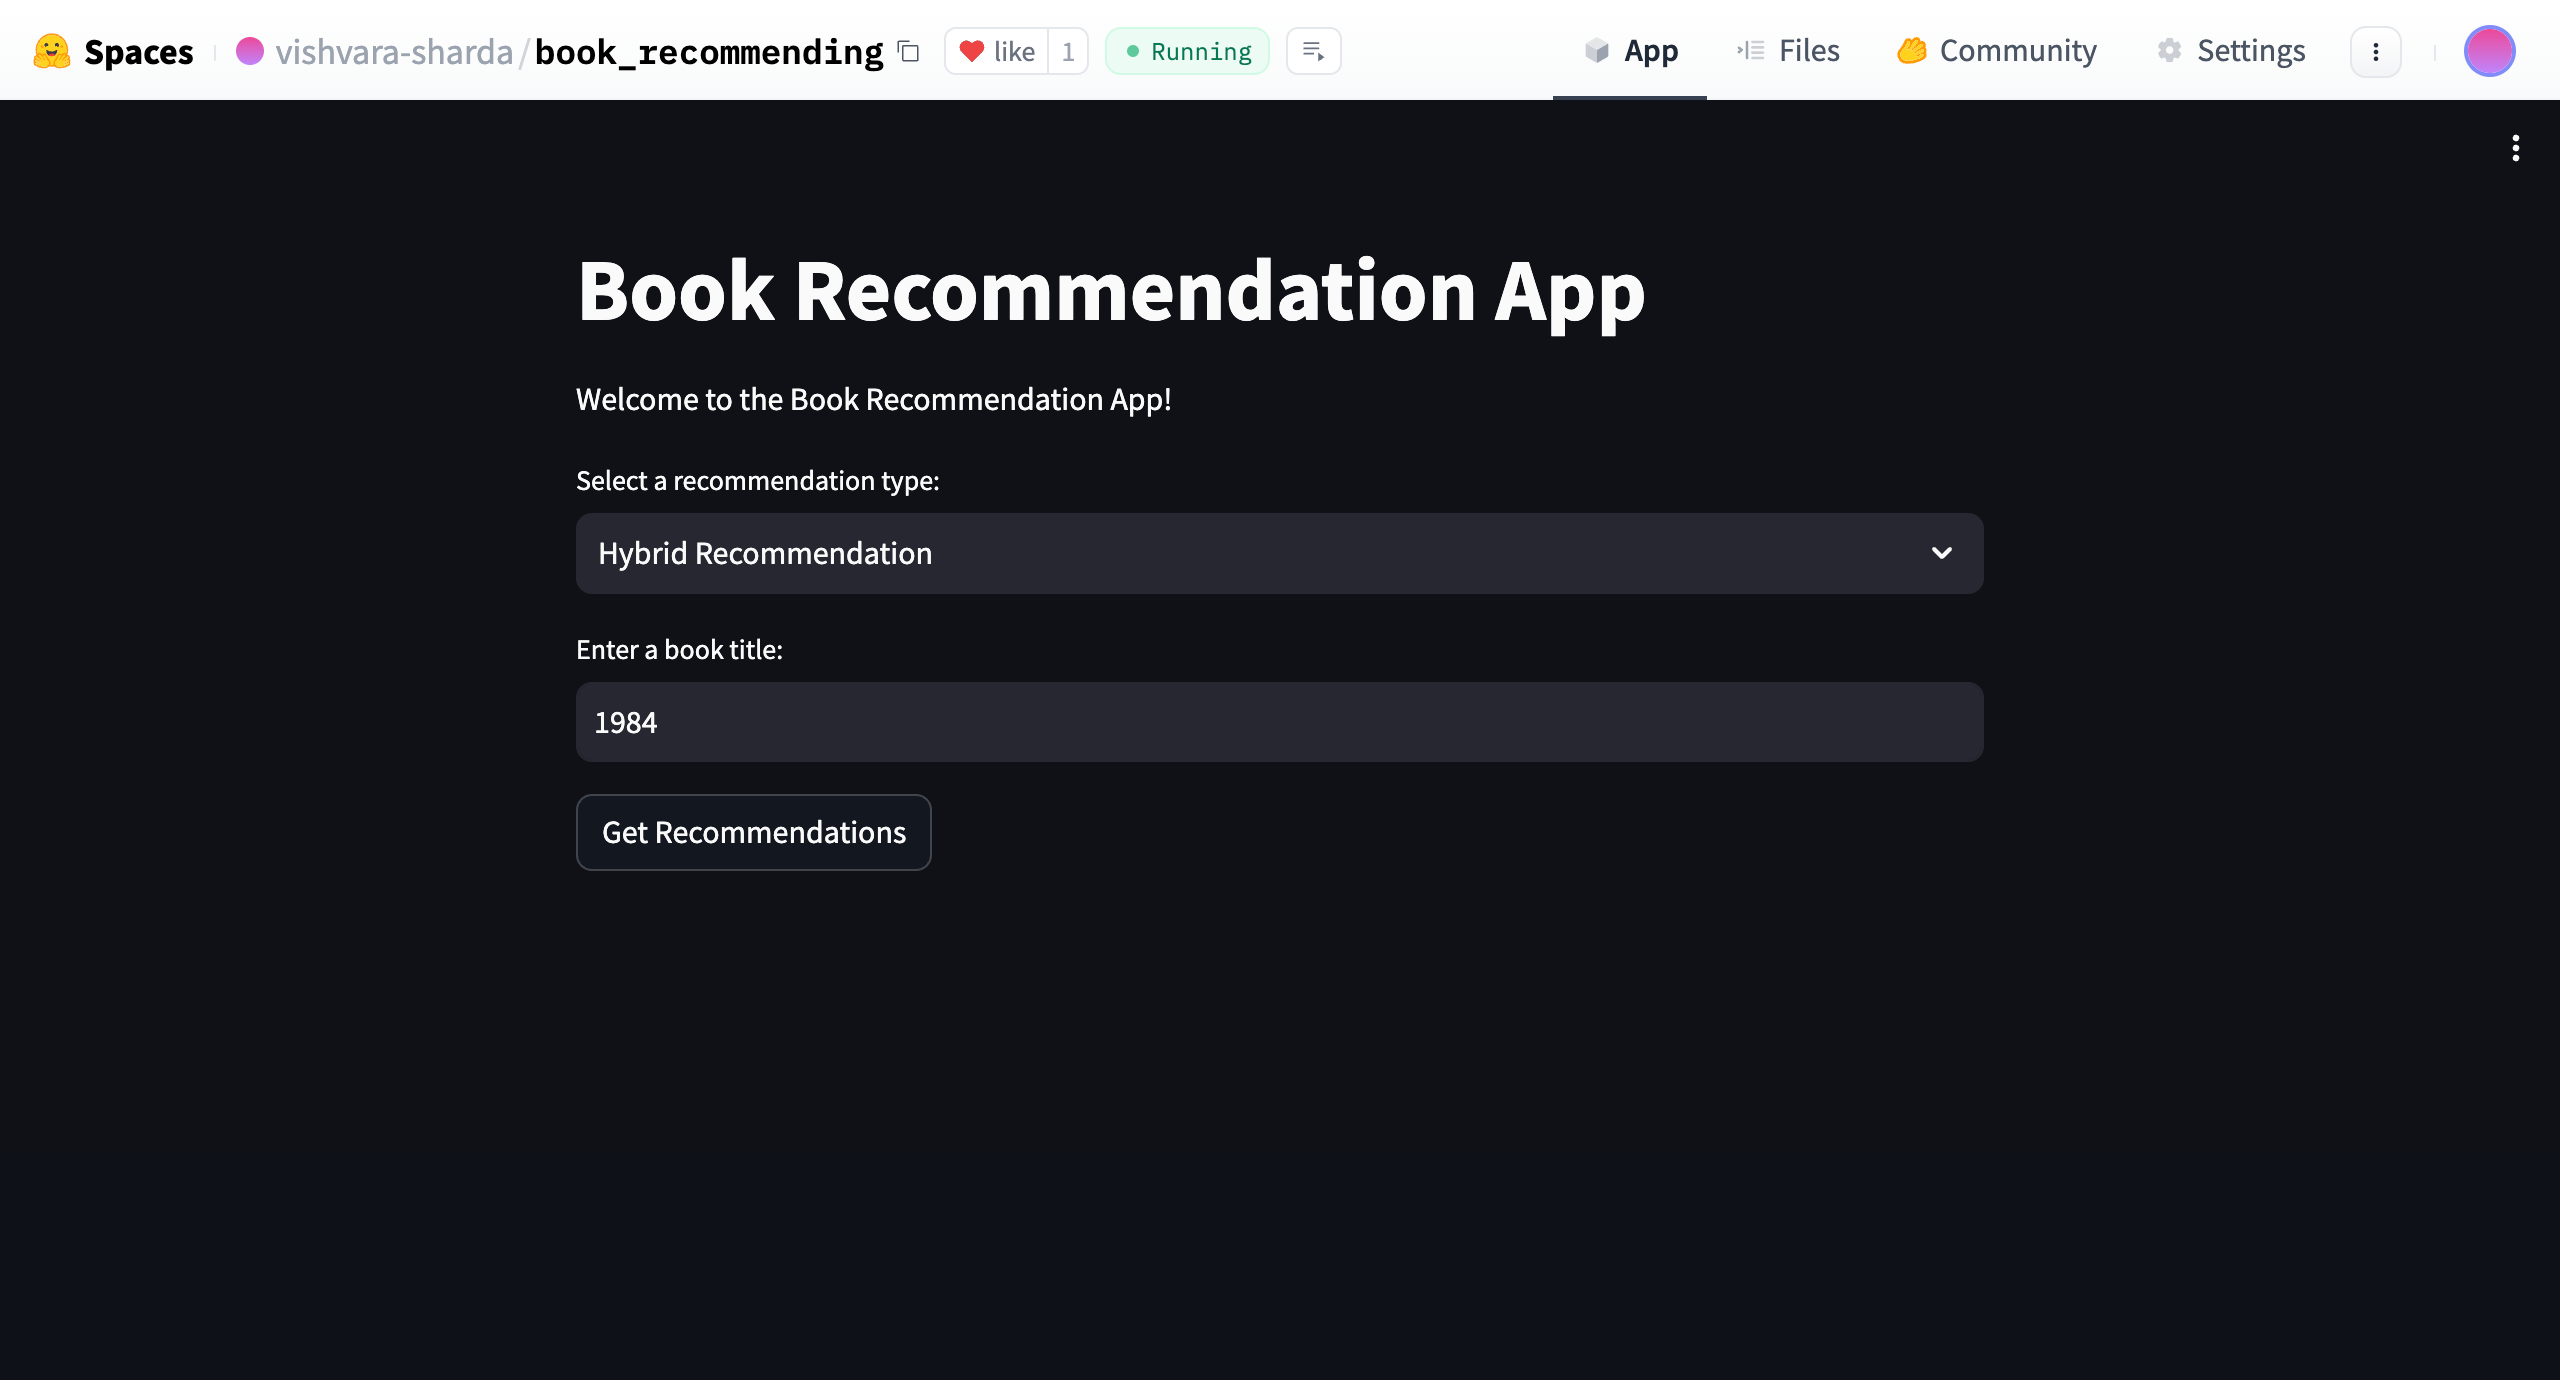 Spaces vishvara-sharda/book_recommending like 1 Running App Files Community Settings
Book Recommendation App
Welcome to the Book Recommendation App!
Select a recommendation type:
Hybrid Recommendation
Enter a book title:
1984
Get Recommendations